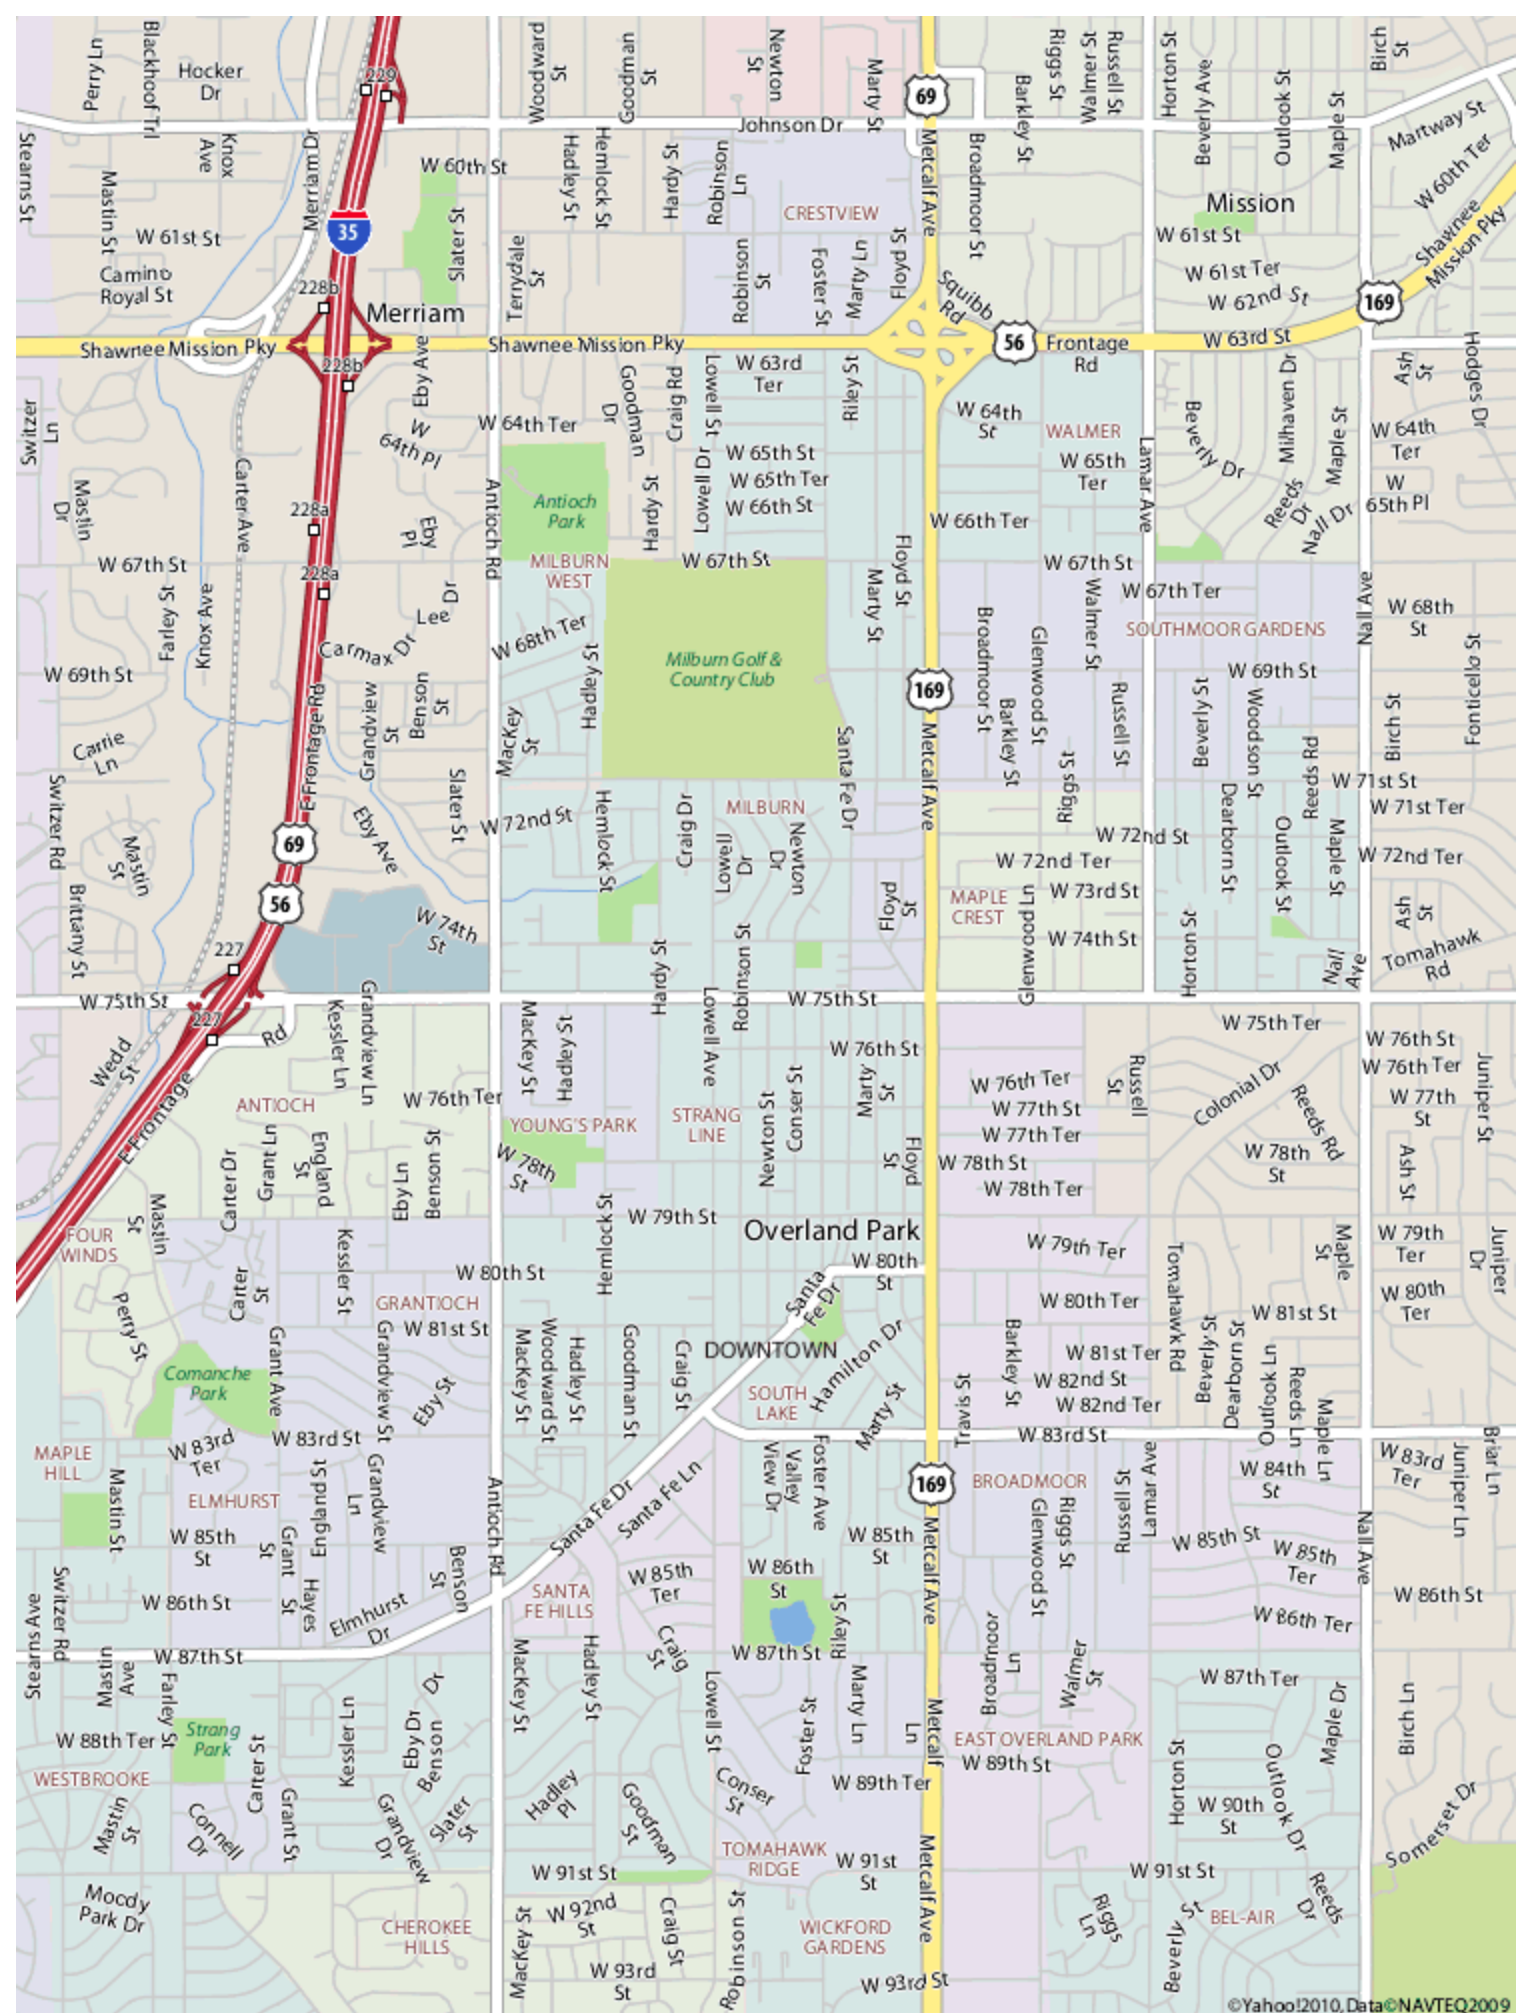 Perry Ln
Blackhoof Trl
Hocker
Dr
229
Woodward
St
Goodman
St
Newton
St
Marty St
69
Barkley St
Riggs St
Walmer St
Russell St
Horton St
Beverly Ave
Outlook St
Maple St
Birch
St
Johnson Dr
Martway St
W 60th Ter
Stearns St
Knox
Ave
Merriam Dr
W 60th St
Hadley St
Hemlock St
Hardy St
Robinson
Ln
Metcalf Ave
Broadmoor St
Mastin St
W 61st St
35
Slater St
CRESTVIEW
Mission
W 61st St
Shawnee
Mission Pky
Camino
Royal St
228b
Merriam
Terrydale
St
Robinson
St
Foster St
Marty Ln
Floyd St
Squibb
Rd
W 61st Ter
W 62nd St
169
Shawnee Mission Pky
228b
Eby Ave
Shawnee Mission Pky
56
Frontage
Rd
W 63rd St
Hodges Dr
Switzer
Ln
W
64th Pl
W 64th Ter
Goodman
Dr
Craig Rd
Lowell St
W 63rd
Ter
Riley St
W 64th
St
WALMER
Beverly Dr
Milhaven Dr
Maple St
Ash
St
W 64th
Ter
Mastin
Dr
Carter Ave
228a
Eby
Pl
Antioch Rd
Antioch
Park
Hardy St
Lowell Dr
W 65th St
W 65th Ter
W 66th St
W 65th
Ter
Lamar Ave
Reeds
Dr
Nall Dr
W
65th Pl
W 66th Ter
W 67th St
228a
MILBURN
WEST
W 67th St
Floyd St
W 67th St
W 67th Ter
Farley St
Knox Ave
Lee
Dr
Carmax Dr
W 68th Ter
Hadley St
Milburn Golf &
Country Club
Marty St
Broadmoor St
Glenwood St
Walmer St
SOUTHMOOR GARDENS
Nall Ave
W 68th
St
W 69th St
Grandview
St
Benson
St
Mackey
St
169
Barkley St
Russell St
W 69th St
Beverly St
Woodson St
Reeds Rd
Birch St
Fonticelo St
Carrie
Ln
E Frontage Rd
Santa Fe Dr
Metcalf Ave
Riggs St
W 71st St
W 71st Ter
Switzer Rd
Mastin
St
69
Eby Ave
Slater St
W 72nd St
Hemlock St
Craig Dr
MILBURN
Lowell
Dr
Newton
Dr
W 72nd St
W 72nd Ter
Dearborn St
Outlook St
Maple St
W 72nd Ter
Brittany St
56
W 74th
St
Floyd
St
MAPLE
CREST
Glenwood Ln
W 73rd St
W 74th St
Horton St
Nall
Ave
Ash
St
Tomahawk
Rd
227
Hardy St
Robinson St
W 75th St
227
Rd
Kessler Ln
Grandview Ln
MacKey St
Hadley St
Lowell Ave
W 75th St
W 75th Ter
W 76th St
W 76th St
W 76th Ter
Juniper St
Wedd
St
E Frontage
ANTIOCH
W 76th Ter
YOUNG'S PARK
STRANG
LINE
Newton St
Conser St
Marty
St
W 76th Ter
W 77th St
W 77th Ter
Russell
St
Colonial Dr
Reeds Rd
W 77th
St
Carter Dr
Grant Ln
England
St
Eby Ln
Benson St
W 78th
St
Floyd
St
W 78th St
W 78th Ter
W 78th
St
Ash St
Mastin
St
FOUR
WINDS
Kessler St
Hemlock St
W 79th St
Overland Park
W 79th Ter
Tomahawk Rd
Maple
St
W 79th
Ter
Juniper
Dr
Carter
St
W 80th St
W 80th
St
Santa
Fe Dr
W 80th Ter
W 80th
Ter
Perry St
GRANTIOCH
W 81st St
W 81st St
Comanche
Park
Grant Ave
Grandview St
Eby St
MacKey St
Woodward St
Hadley St
Goodman St
Craig St
DOWNTOWN
Hamilton Dr
Barkley St
W 81st Ter
Beverly St
Dearborn St
Outlook Ln
Reeds Ln
Maple Ln
SOUTH
LAKE
Marty St
Travis St
W 82nd St
W 82nd Ter
MAPLE
HILL
W 83rd
Ter
W 83rd St
W 83rd St
Briar Ln
Mastin St
ELMHURST
England St
Grandview
Ln
Antioch Rd
Santa Fe Dr
Santa Fe Ln
Valley
View Dr
Foster Ave
169
BROADMOOR
Russell St
Lamar Ave
W 84th
St
W 83rd
Ter
Juniper Ln
W 85th
St
Grant
St
Benson
St
W 85th
St
Glenwood St
Riggs St
W 85th St
W 85th
Ter
Nall Ave
Stearns Ave
Switzer Rd
W 86th St
Hayes
St
Elmhurst
Dr
SANTA
FE HILLS
W 85th
Ter
W 86th
St
Riley St
Metcalf Ave
W 86th St
W 86th Ter
W 87th St
Mastin
Ave
Farley St
MacKey St
Hadley St
Craig
St
W 87th St
Broadmoor
Ln
Walmer
St
W 87th Ter
Maple Dr
Birch Ln
W 88th Ter
Strang
Park
Carter St
Kessler Ln
Eby Dr
Benson
Dr
Lowell St
Foster St
Marty Ln
Ln
Metcalf
EAST OVERLAND PARK
W 89th St
Horton St
Outlook Dr
WESTBROOKE
Mastin
St
Connell
Dr
Grant St
Grandview
Dr
Slater
St
Hadley
Pl
Goodman
St
Conser
St
W 89th Ter
W 90th
St
Somerset Dr
TOMAHAWK
RIDGE
W 91st
St
W 91st St
W 91st St
Moody
Park Dr
CHEROKEE
HILLS
MacKey St
W 92nd
St
Craig St
Robinson St
WICKFORD
GARDENS
Metcalf Ave
Riggs
Ln
Beverly St
BEL-AIR
Reeds
Dr
W 93rd
St
W 93rd St
©Yahoo!2010, Data©NAVTEQ2009